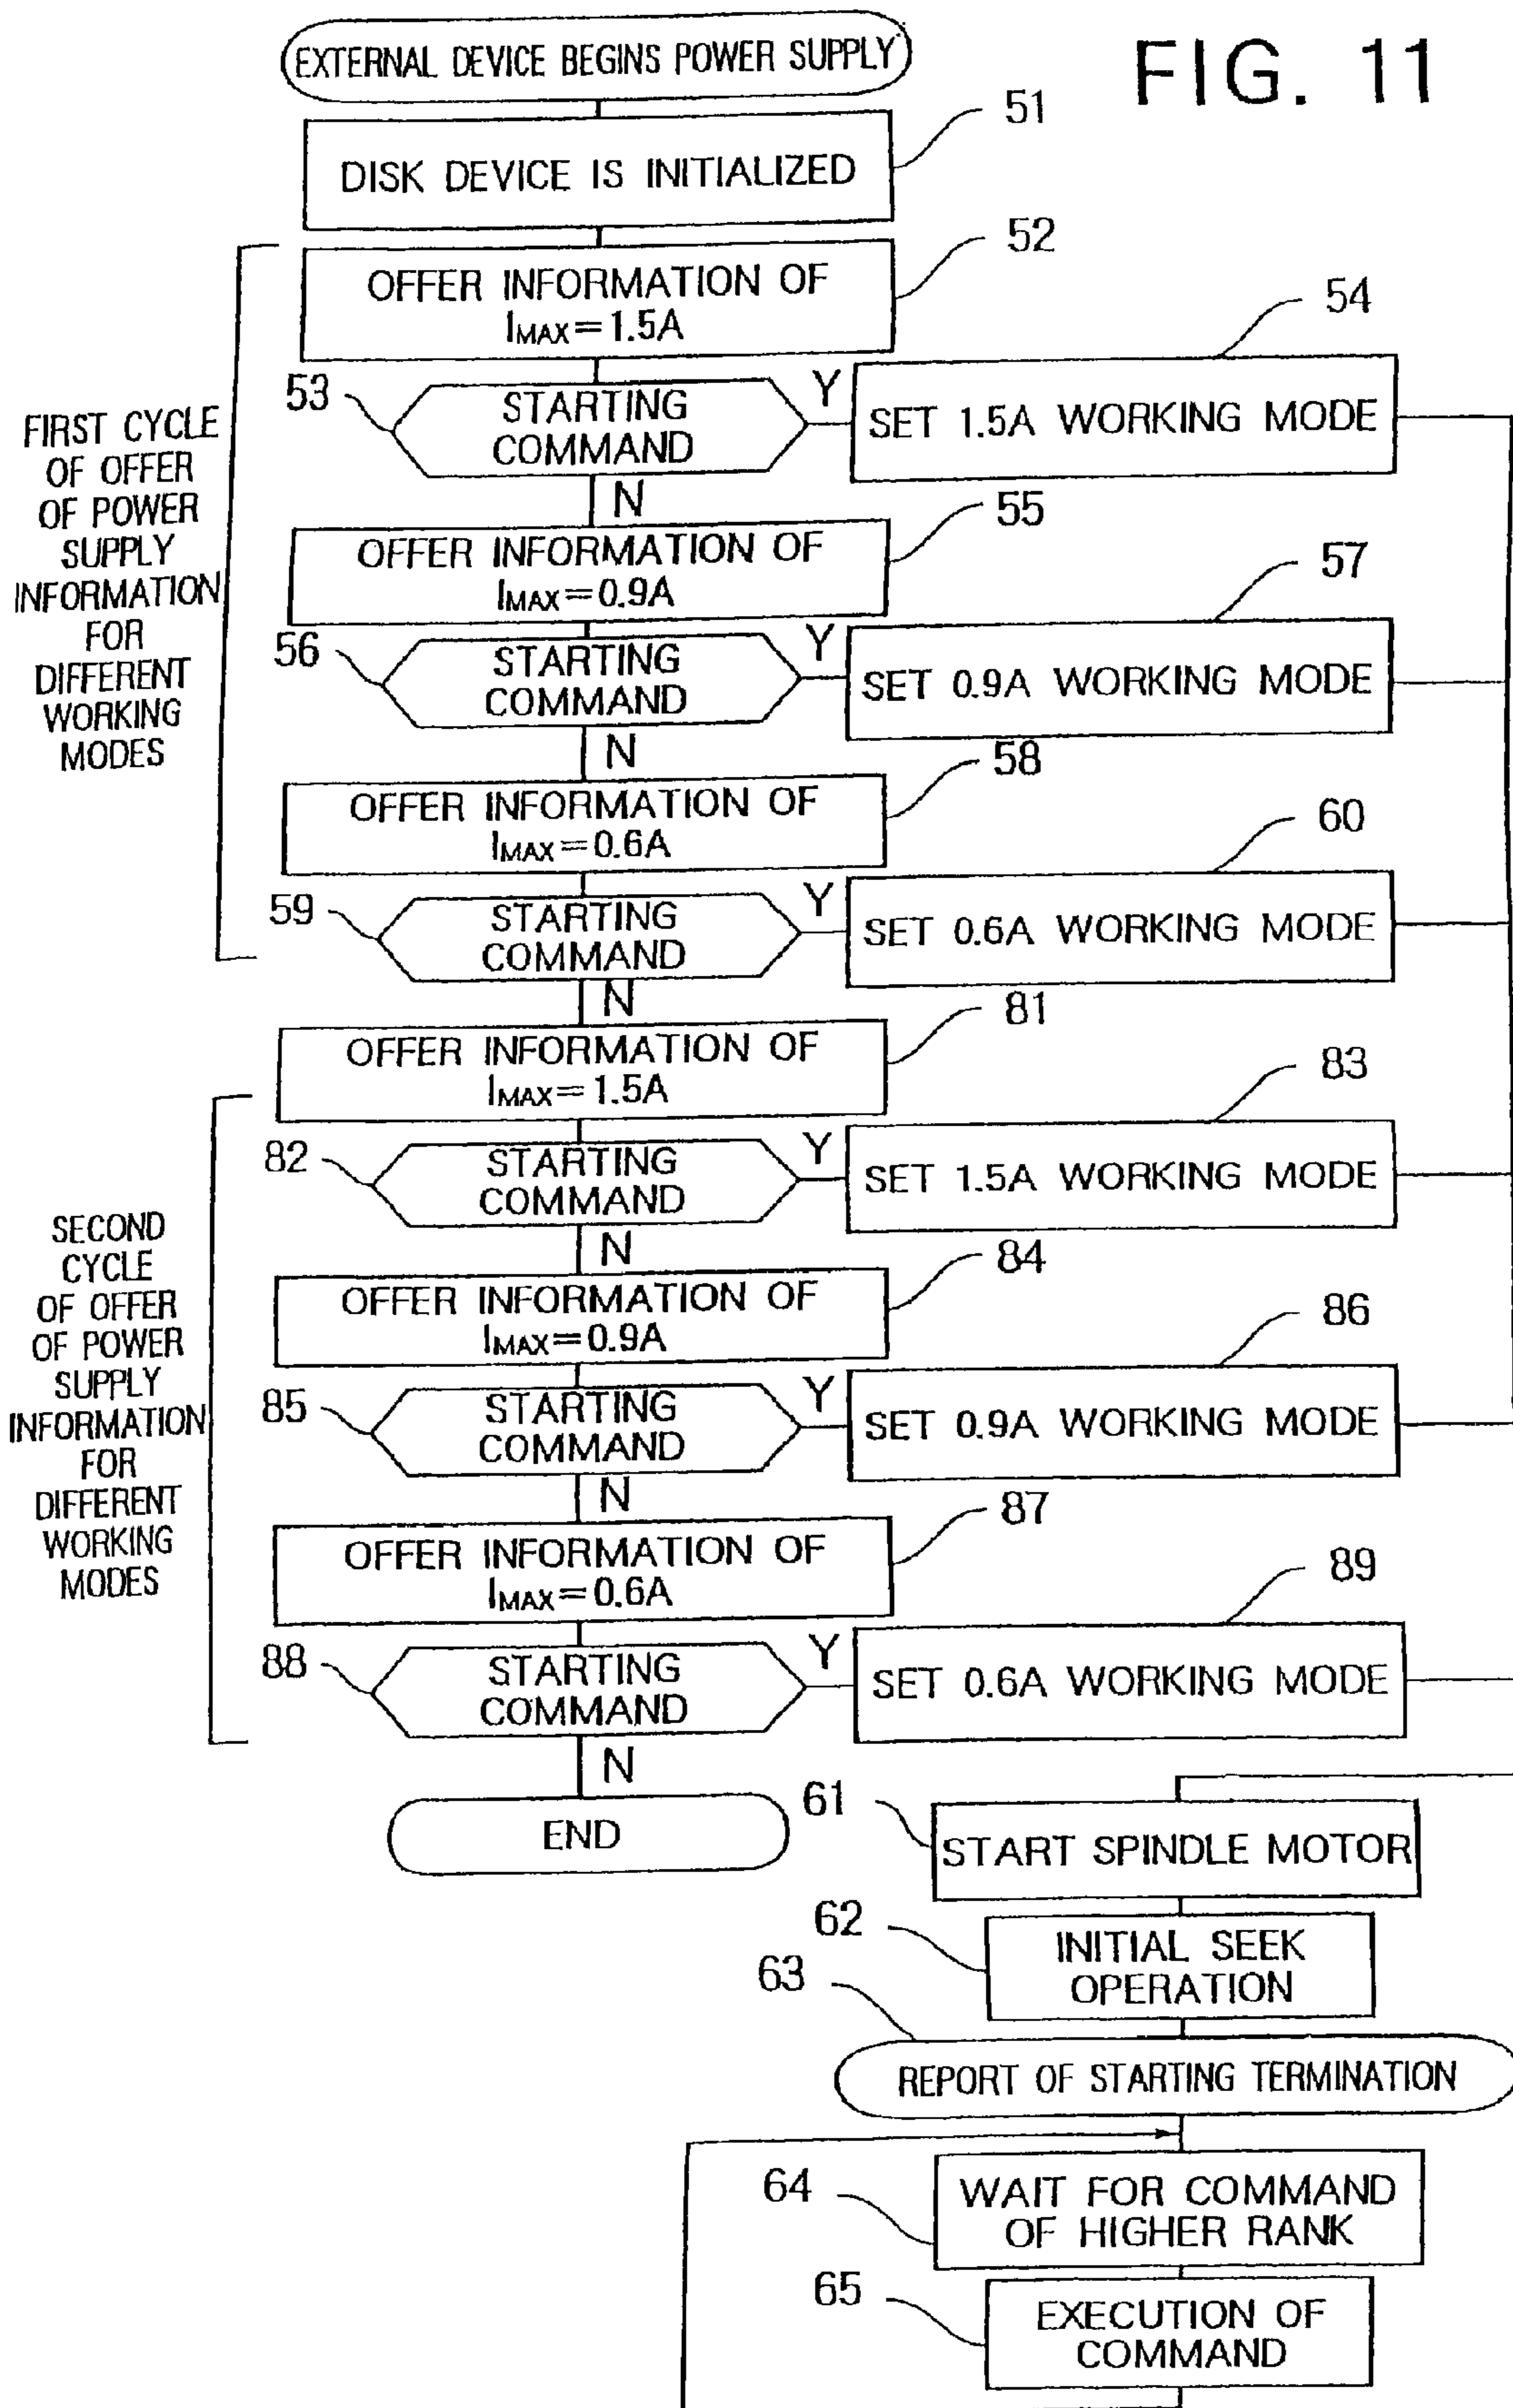 FIG. 11
EXTERNAL DEVICE BEGINS POWER SUPPLY
51
DISK DEVICE IS INITIALIZED
52
OFFER INFORMATION OF
IMAX=1.5A
53
STARTING
COMMAND
Y
54
SET 1.5A WORKING MODE
N
55
OFFER INFORMATION OF
IMAX=0.9A
56
STARTING
COMMAND
Y
57
SET 0.9A WORKING MODE
N
58
OFFER INFORMATION OF
IMAX=0.6A
59
STARTING
COMMAND
Y
60
SET 0.6A WORKING MODE
N
FIRST CYCLE
OF OFFER
OF POWER
SUPPLY
INFORMATION
FOR
DIFFERENT
WORKING
MODES
81
OFFER INFORMATION OF
IMAX=1.5A
82
STARTING
COMMAND
Y
83
SET 1.5A WORKING MODE
N
84
OFFER INFORMATION OF
IMAX=0.9A
85
STARTING
COMMAND
Y
86
SET 0.9A WORKING MODE
N
87
OFFER INFORMATION OF
IMAX=0.6A
88
STARTING
COMMAND
Y
89
SET 0.6A WORKING MODE
N
END
SECOND
CYCLE
OF OFFER
OF POWER
SUPPLY
INFORMATION
FOR
DIFFERENT
WORKING
MODES
61
START SPINDLE MOTOR
62
INITIAL SEEK
OPERATION
63
REPORT OF STARTING TERMINATION
64
WAIT FOR COMMAND
OF HIGHER RANK
65
EXECUTION OF
COMMAND